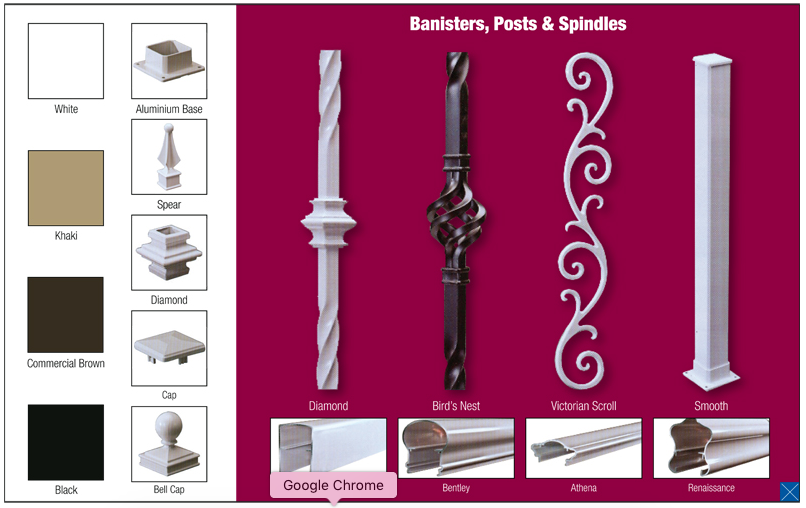 Banisters, Posts & Spindles
White
Aluminium Base
Khaki
Spear
Commercial Brown
Diamond
Cap
Black
Bell Cap
Diamond
Bird's Nest
Victorian Scroll
Smooth
Google Chrome
Bentley
Athena
Renaissance